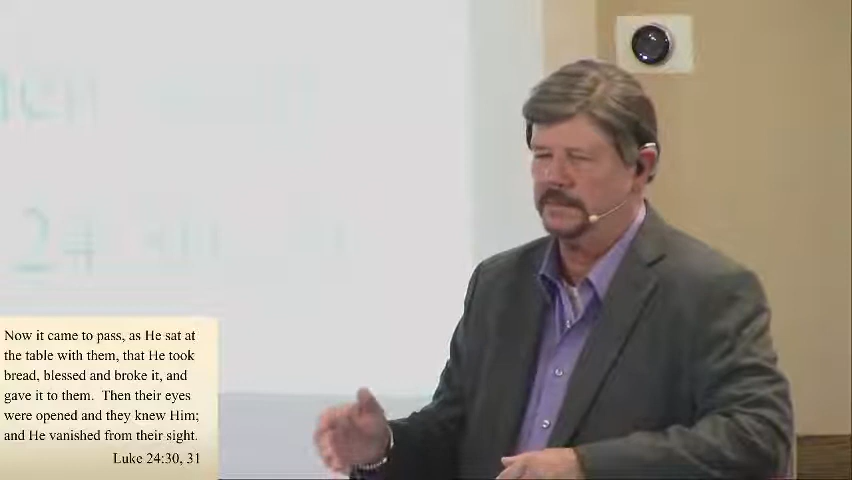 24:30
Now it came to pass, as He sat at
the table with them, that He took
bread, blessed and broke it, and
gave it to them. Then their eyes
were opened and they knew Him;
and He vanished from their sight.
Luke 24:30, 31